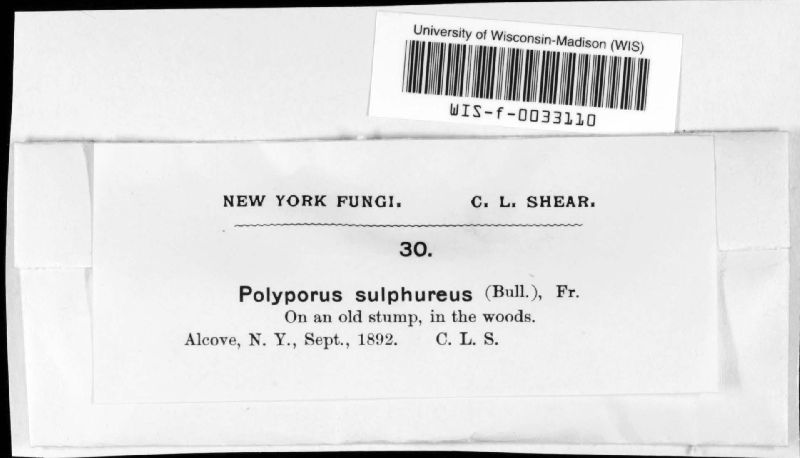 University of Wisconsin-Madison (WIS)
WIS-f-0033110
NEW YORK FUNGI. C. L. SHEAR.
30.
Polyporus sulphureus (Bull.), Fr.
On an old stump, in the woods.
Alcove, N. Y., Sept., 1892. C. L. S.